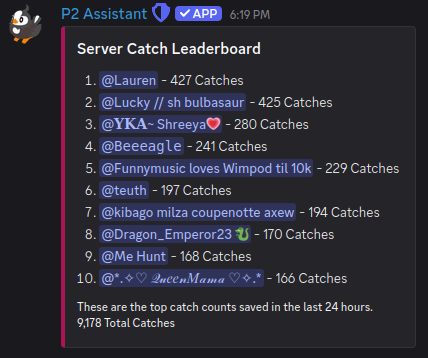 P2 Assistant ✓ APP 6:19 PM
Server Catch Leaderboard
1. @Lauren - 427 Catches
2. @Lucky // sh bulbasaur - 425 Catches
3. @𝐘𝐊𝐀~ Shreeya💗 - 280 Catches
4. @𝙱𝚎𝚎𝚎𝚊𝚐𝚕𝚎 - 241 Catches
5. @Funnymusic loves Wimpod til 10k - 229 Catches
6. @teuth - 197 Catches
7. @kibago milza coupenotte axew - 194 Catches
8. @Dragon_Emperor23🐉 - 170 Catches
9. @Me Hunt - 168 Catches
10. @*.✧♡ 𝒬𝓊𝑒𝑒𝓃𝑀𝒶𝓂𝒶 ♡✧.* - 166 Catches
These are the top catch counts saved in the last 24 hours.
9,178 Total Catches